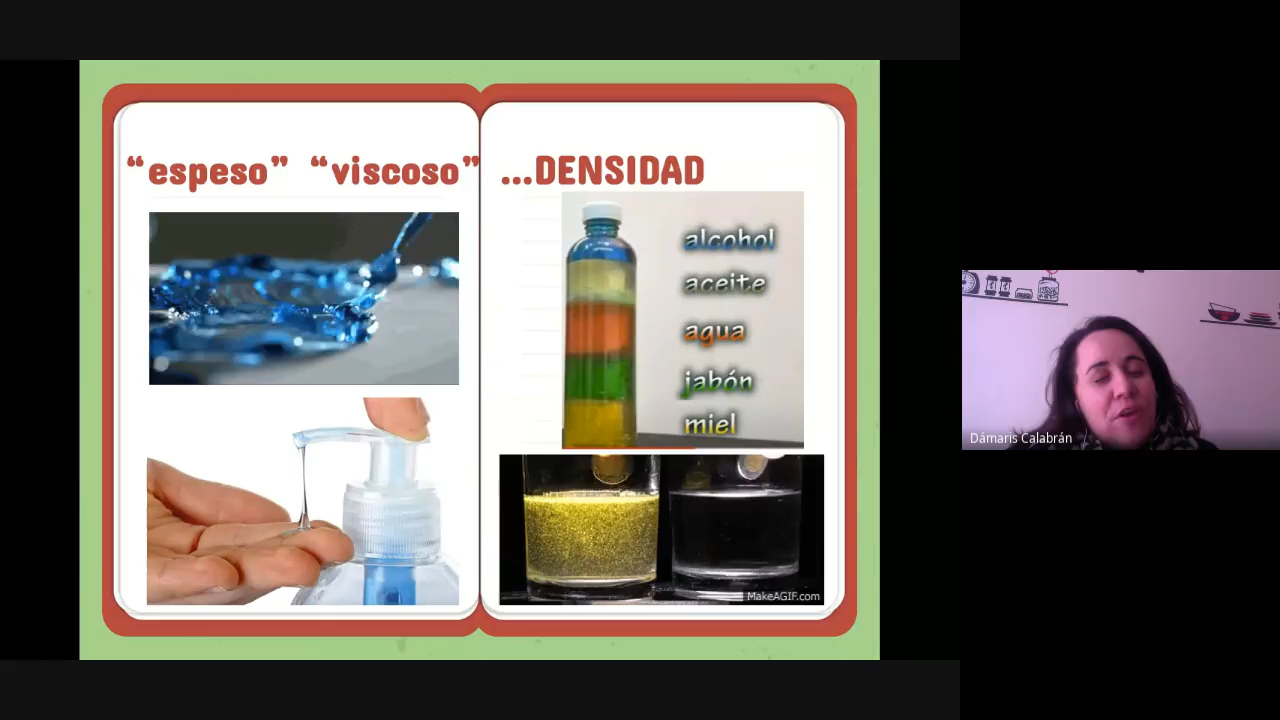 “espeso” “viscoso”
...DENSIDAD
alcohol
aceite
agua
jabón
miel
MakeAGIF.com
Dámaris Calabrán